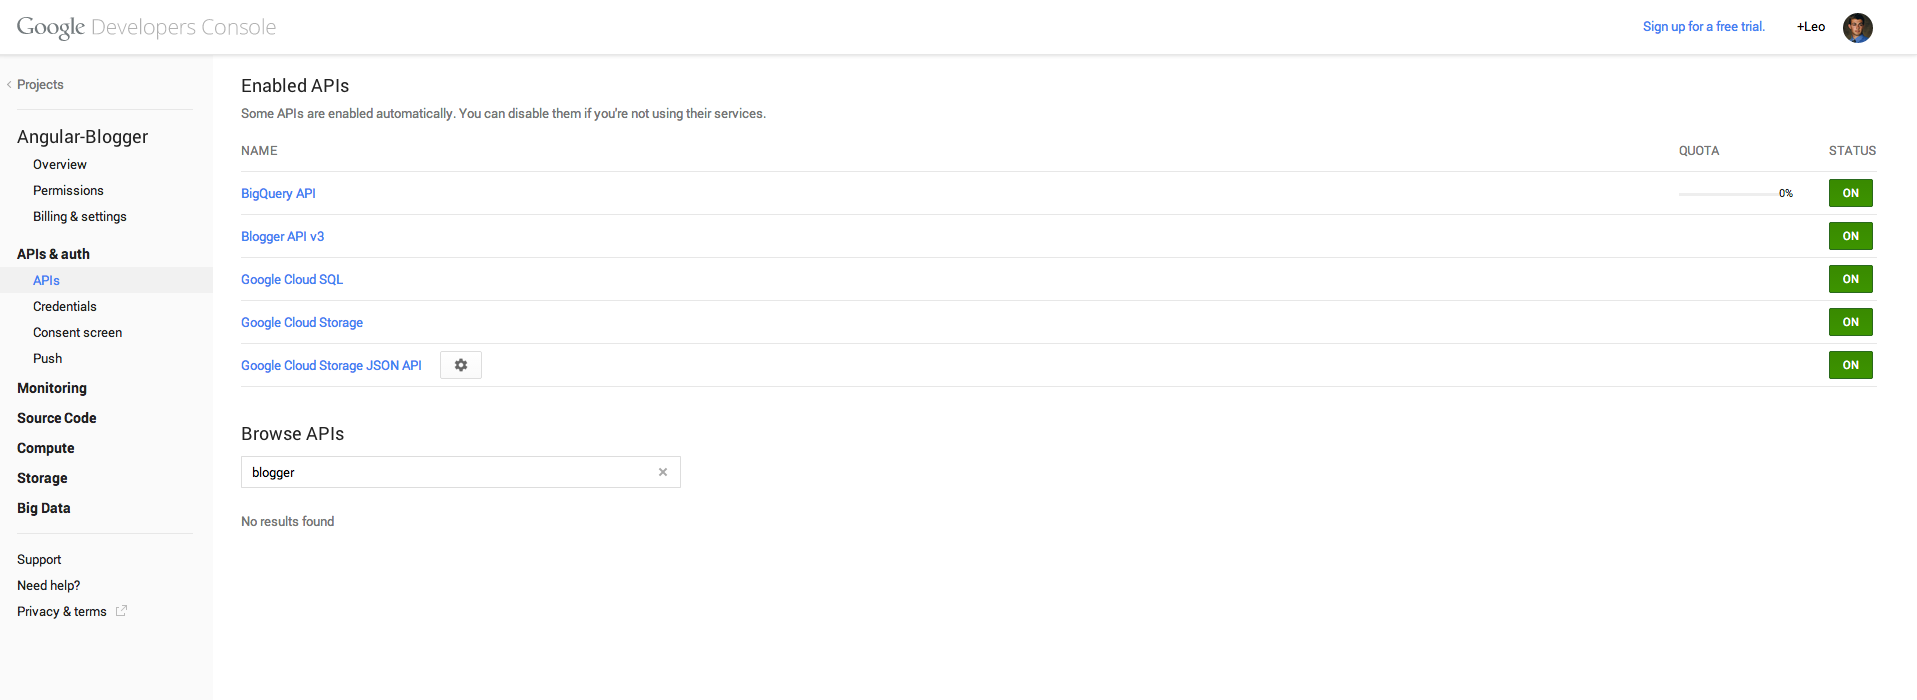 Google Developers Console
Sign up for a free trial.
+Leo
Projects
Angular-Blogger
Overview
Permissions
Billing & settings
APIs & auth
APIs
Credentials
Consent screen
Push
Monitoring
Source Code
Compute
Storage
Big Data
Support
Need help?
Privacy & terms
Enabled APIs
Some APIs are enabled automatically. You can disable them if you're not using their services.
NAME QUOTA STATUS
BigQuery API 0% ON
Blogger API v3 ON
Google Cloud SQL ON
Google Cloud Storage ON
Google Cloud Storage JSON API ON
Browse APIs
blogger
No results found